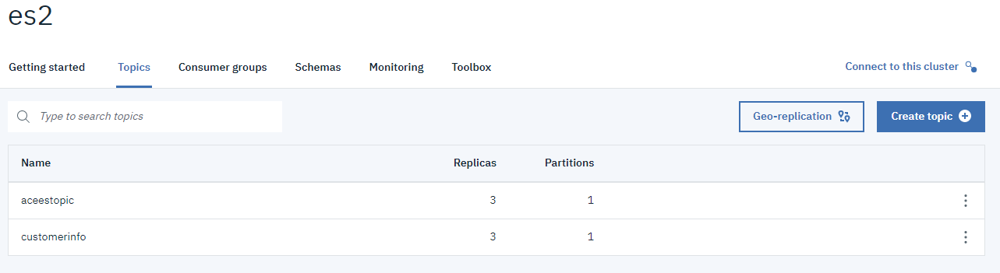 es2
Getting started Topics Consumer groups Schemas Monitoring Toolbox Connect to this cluster
Type to search topics Geo-replication Create topic
Name Replicas Partitions
aceestopic 3 1
customerinfo 3 1